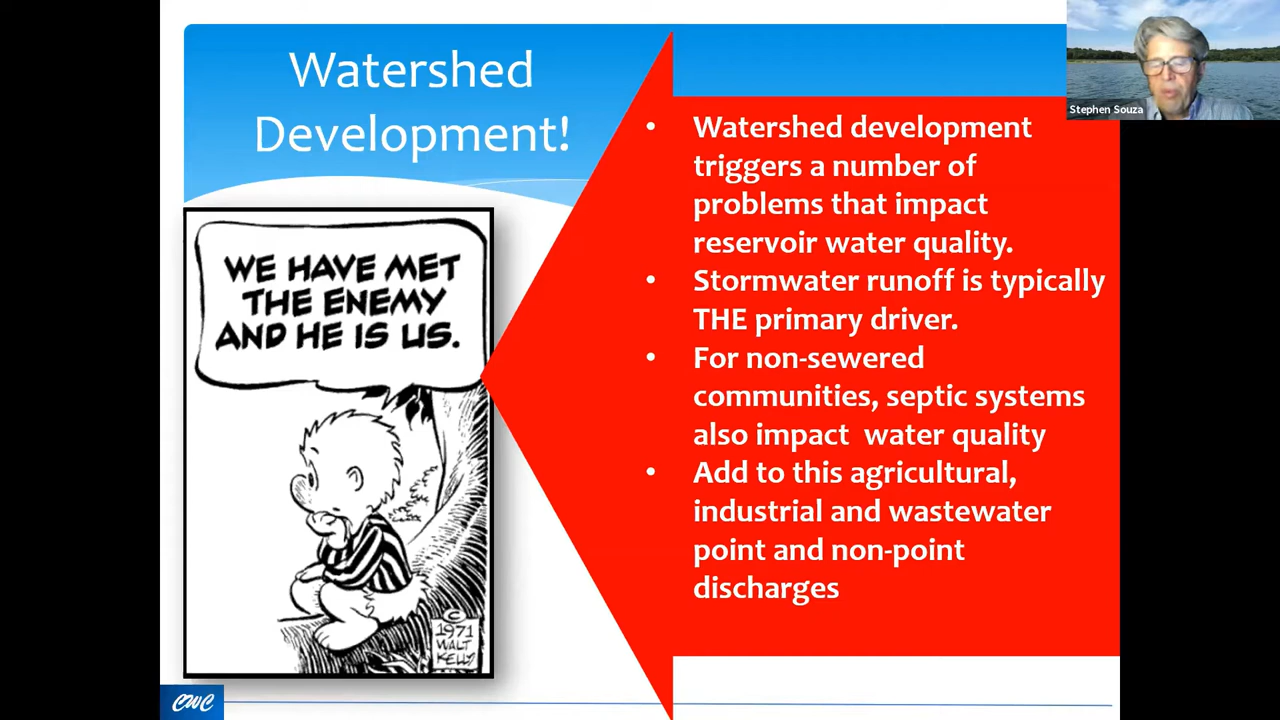 Watershed
Development!
Stephen Souza
WE HAVE MET
THE ENEMY
AND HE IS US.
©
1971
WALT
KELLY
• Watershed development
triggers a number of
problems that impact
reservoir water quality.
• Stormwater runoff is typically
THE primary driver.
• For non-sewered
communities, septic systems
also impact  water quality
• Add to this agricultural,
industrial and wastewater
point and non-point
discharges
CWC